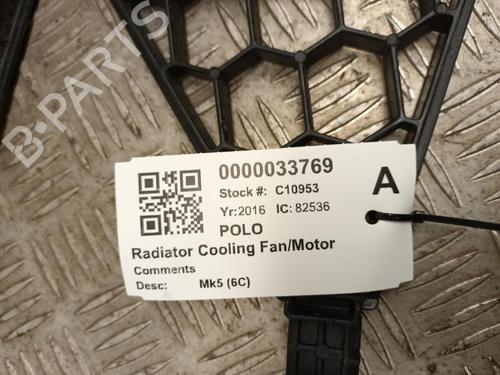 B-PARTS
0000033769
Stock #: C10953
A
Yr:2016 IC: 82536
POLO
Radiator Cooling Fan/Motor
Comments
Desc: Mk5 (6C)